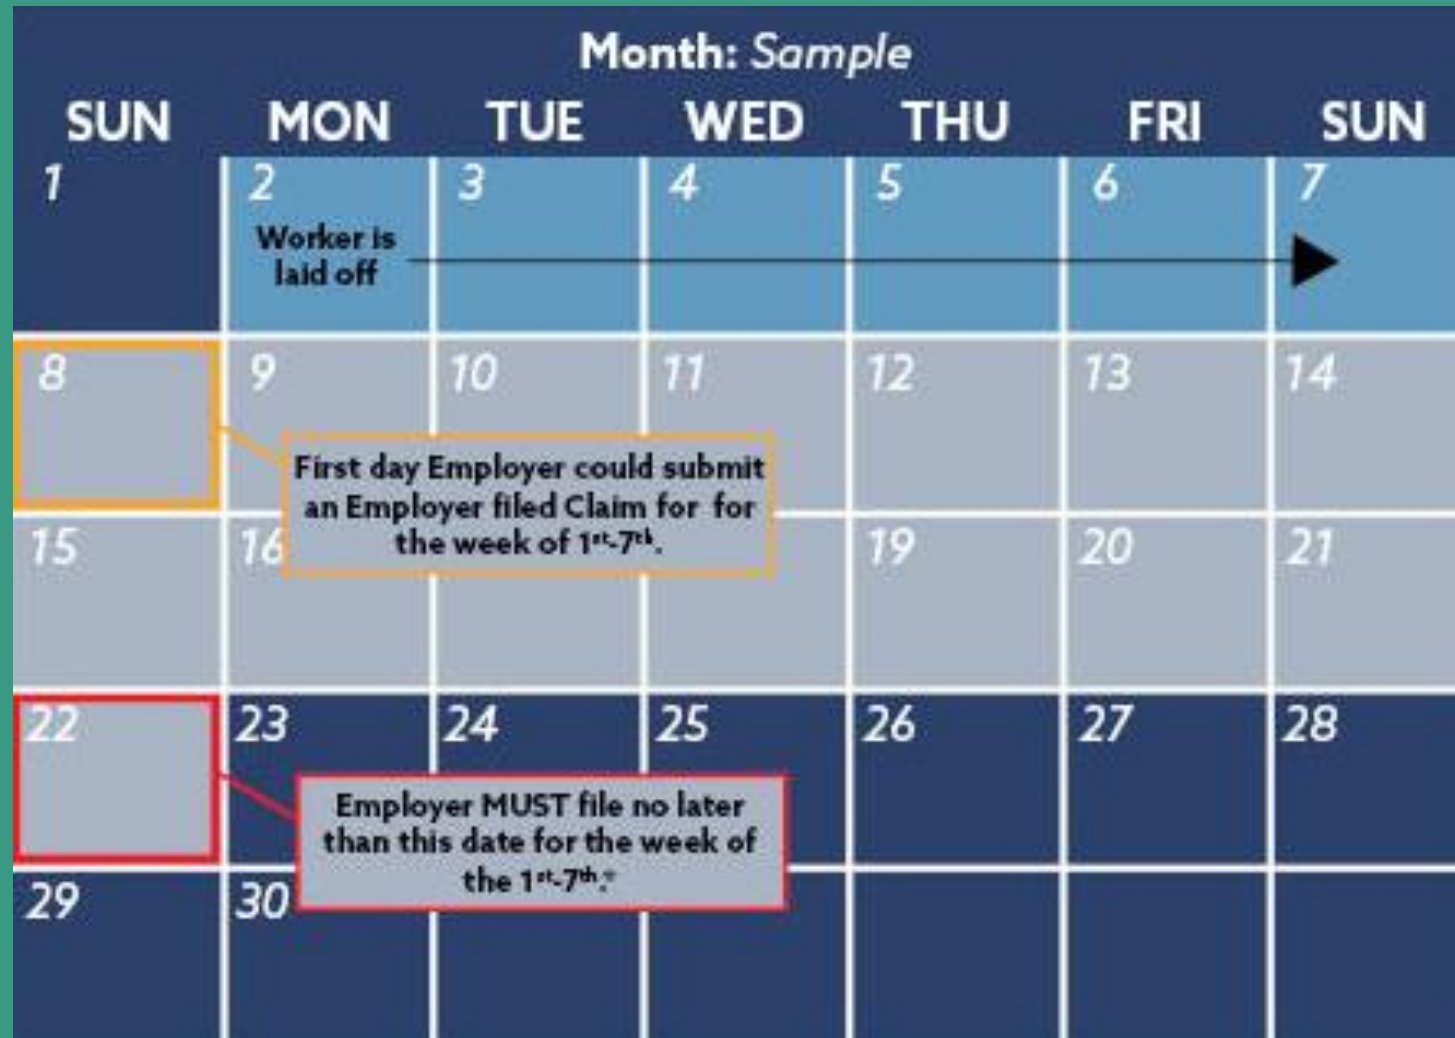 Month: Sample
SUN MON TUE WED THU FRI SUN
1 2 3 4 5 6 7
Worker is
laid off
8 9 10 11 12 13 14
First day Employer could submit
an Employer filed Claim for for
the week of 1st-7th.
15 16 19 20 21
22 23 24 25 26 27 28
Employer MUST file no later
than this date for the week of
the 1st-7th.*
29 30